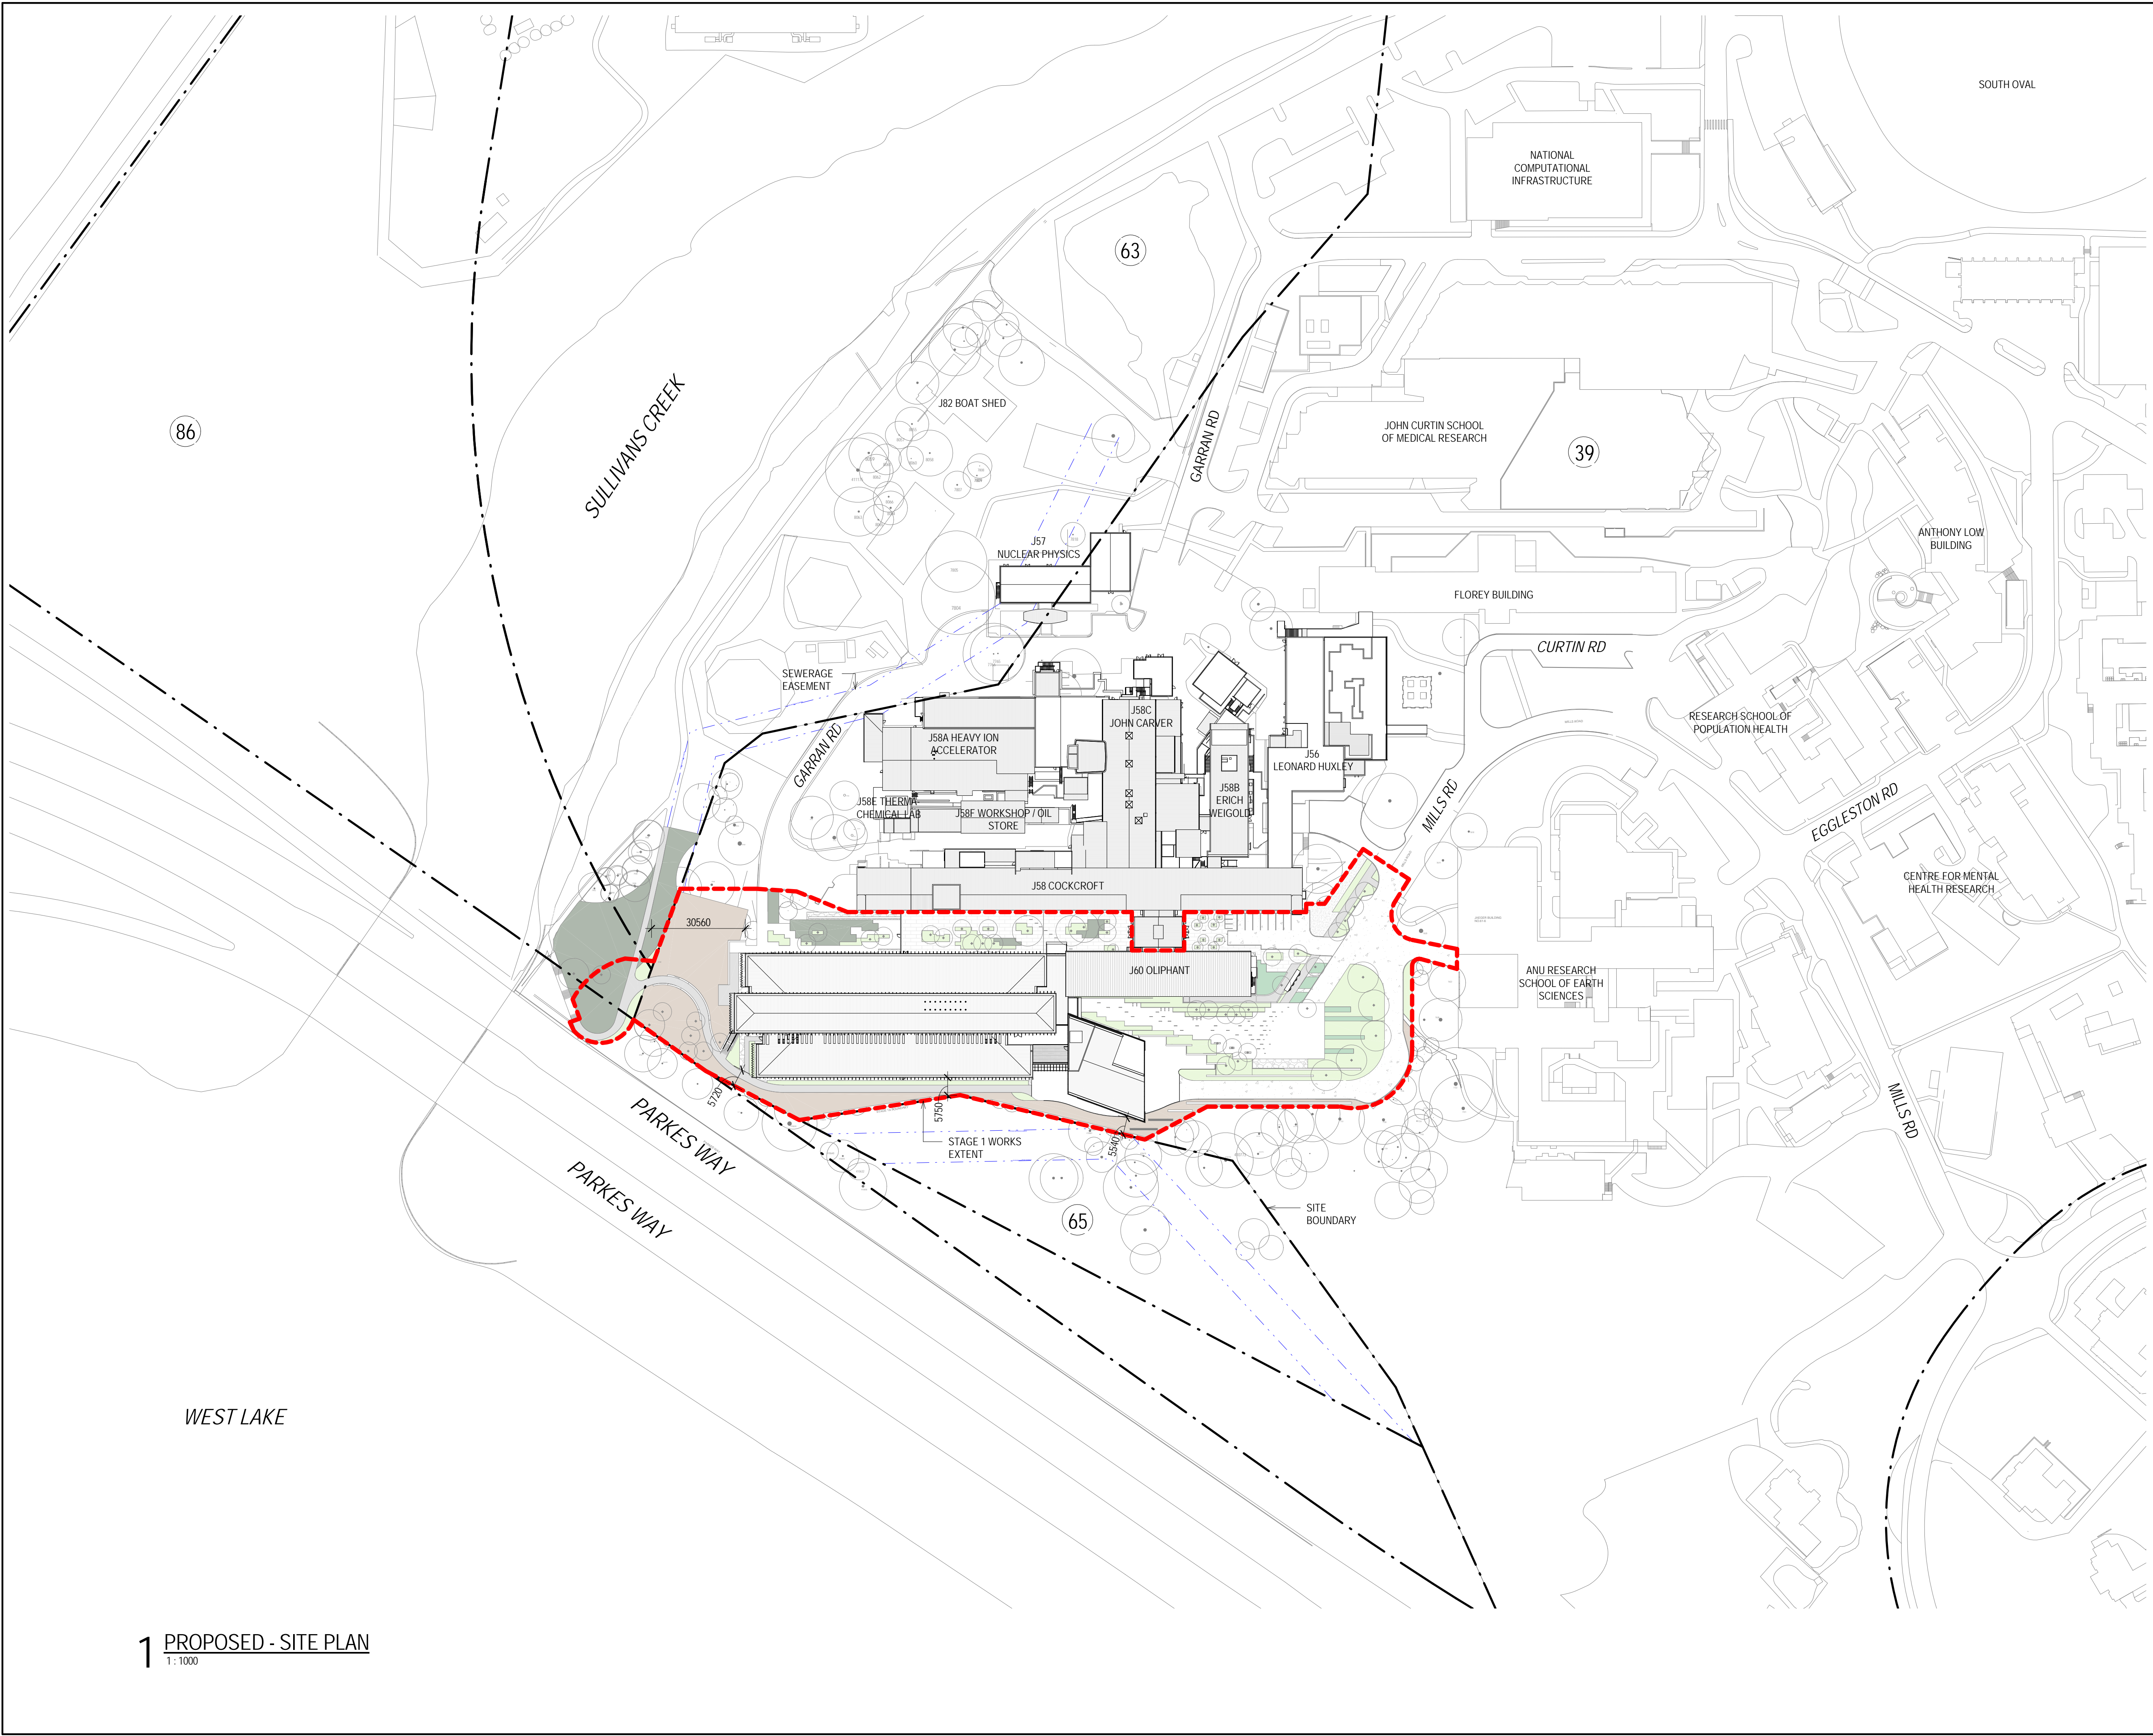 SOUTH OVAL
NATIONAL
COMPUTATIONAL
INFRASTRUCTURE
63
86
SULLIVANS CREEK
J82 BOAT SHED
GARRAN RD
JOHN CURTIN SCHOOL
OF MEDICAL RESEARCH
39
ANTHONY LOW
BUILDING
J57
NUCLEAR PHYSICS
FLOREY BUILDING
CURTIN RD
SEWERAGE
EASEMENT
GARRAN RD
J58C
JOHN CARVER
J58A HEAVY ION
ACCELERATOR
J56
LEONARD HUXLEY
RESEARCH SCHOOL OF
POPULATION HEALTH
J58B
ERICH
WEIGOLD
J58E THERMA-
CHEMICAL LAB
J58F WORKSHOP / OIL
STORE
MILLS RD
EGGLESTON RD
J58 COCKCROFT
CENTRE FOR MENTAL
HEALTH RESEARCH
30560
J60 OLIPHANT
ANU RESEARCH
SCHOOL OF EARTH
SCIENCES
5720
5750
5540
MILLS RD
PARKES WAY
STAGE 1 WORKS
EXTENT
PARKES WAY
65
SITE
BOUNDARY
WEST LAKE
1 PROPOSED - SITE PLAN
1 : 1000